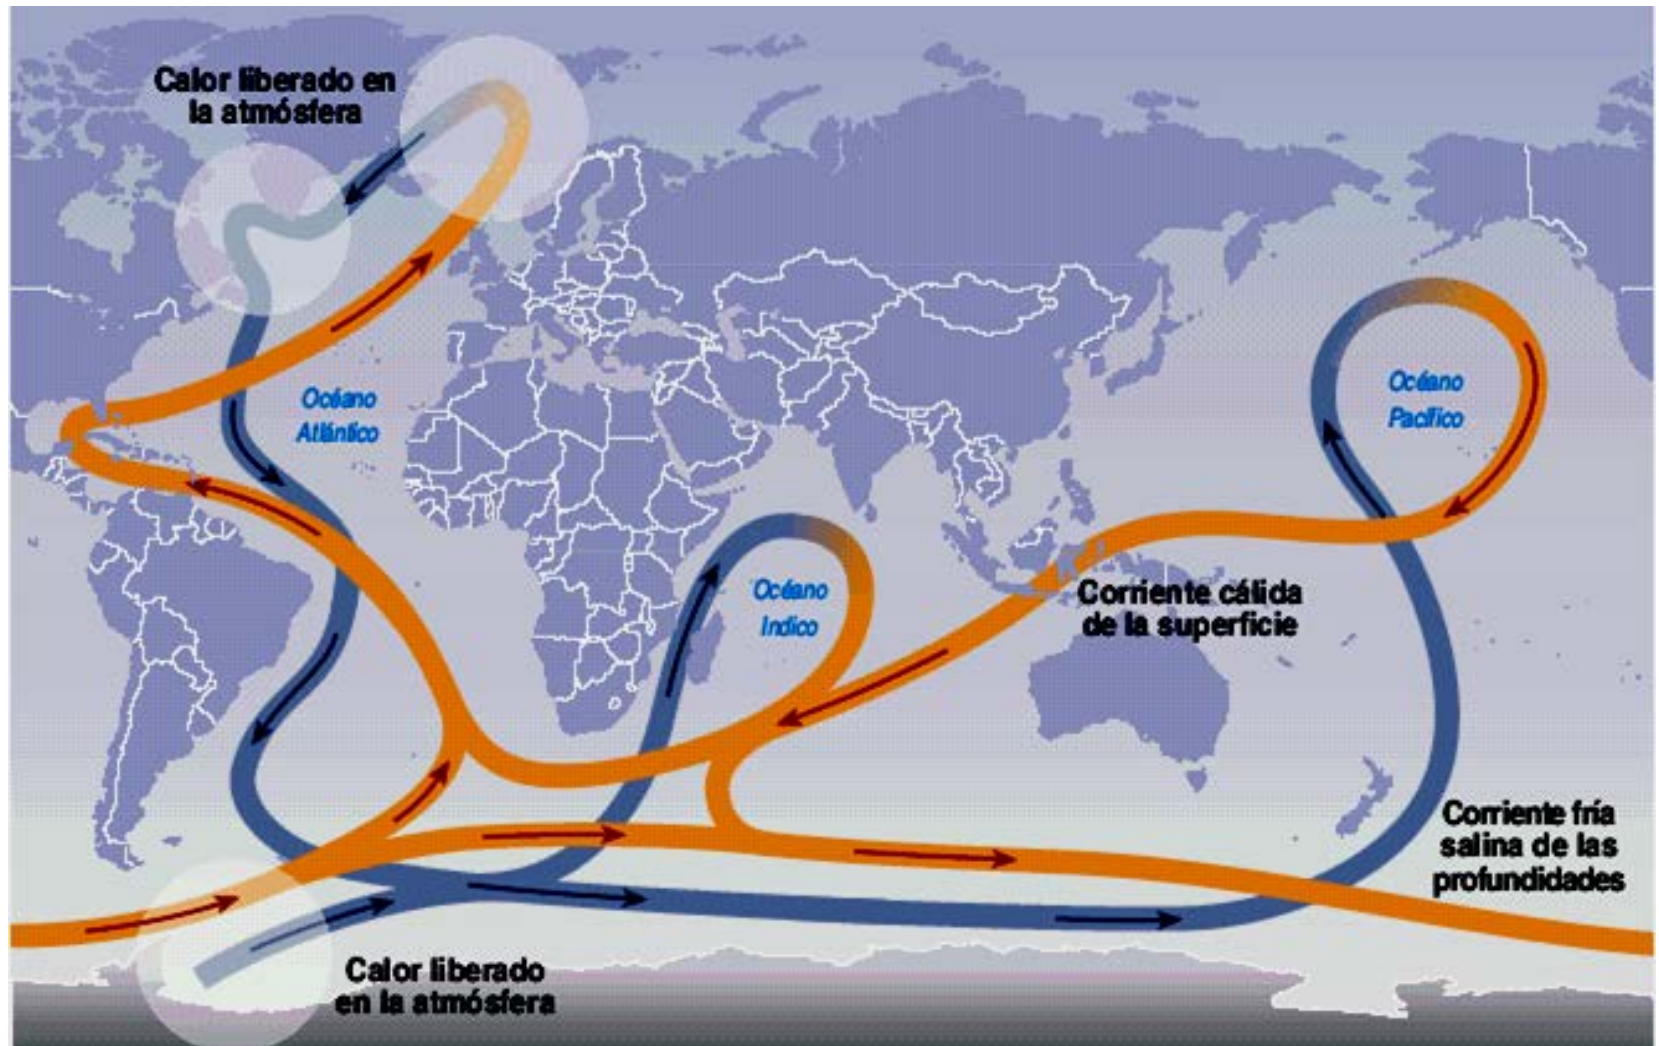 Calor liberado en
la atmósfera
Océano
Atlántico
Océano
Pacífico
Océano
Indico
Corriente cálida
de la superficie
Corriente fría
salina de las
profundidades
Calor liberado
en la atmósfera